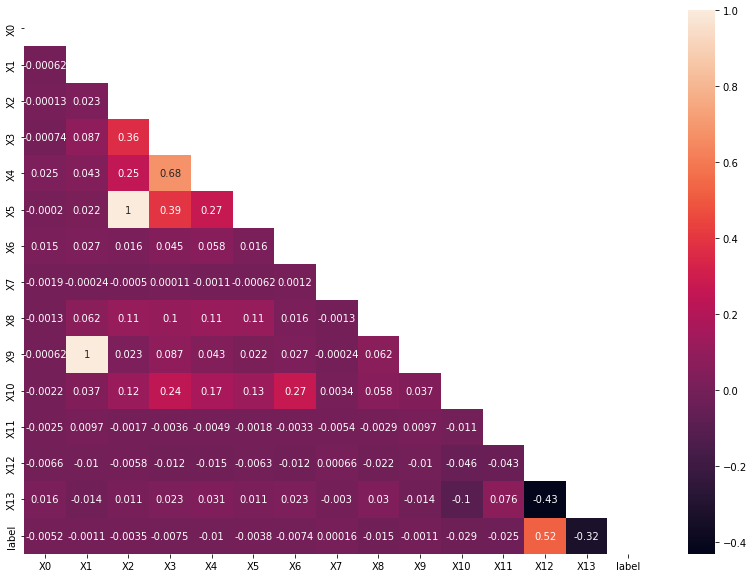 X0
X1 -0.00062
X2 -0.00013 0.023
X3 -0.00074 0.087 0.36
X4 0.025 0.043 0.25 0.68
X5 -0.0002 0.022 1 0.39 0.27
X6 0.015 0.027 0.016 0.045 0.058 0.016
X7 -0.0019 -0.00024 -0.0005 0.00011 -0.0011 -0.00062 0.0012
X8 -0.0013 0.062 0.11 0.1 0.11 0.11 0.016 -0.0013
X9 -0.00062 1 0.023 0.087 0.043 0.022 0.027 -0.00024 0.062
X10 -0.0022 0.037 0.12 0.24 0.17 0.13 0.27 0.0034 0.058 0.037
X11 -0.0025 0.0097 -0.0017 -0.0036 -0.0049 -0.0018 -0.0033 -0.0054 -0.0029 0.0097 -0.011
X12 -0.0066 -0.01 -0.0058 -0.012 -0.015 -0.0063 -0.012 0.00066 -0.022 -0.01 -0.046 -0.043
X13 0.016 -0.014 0.011 0.023 0.031 0.011 0.023 -0.003 0.03 -0.014 -0.1 0.076 -0.43
label -0.0052 -0.0011 -0.0035 -0.0075 -0.01 -0.0038 -0.0074 0.00016 -0.015 -0.0011 -0.029 -0.025 0.52 -0.32
X0 X1 X2 X3 X4 X5 X6 X7 X8 X9 X10 X11 X12 X13 label
1.0
0.8
0.6
0.4
0.2
0.0
−0.2
−0.4